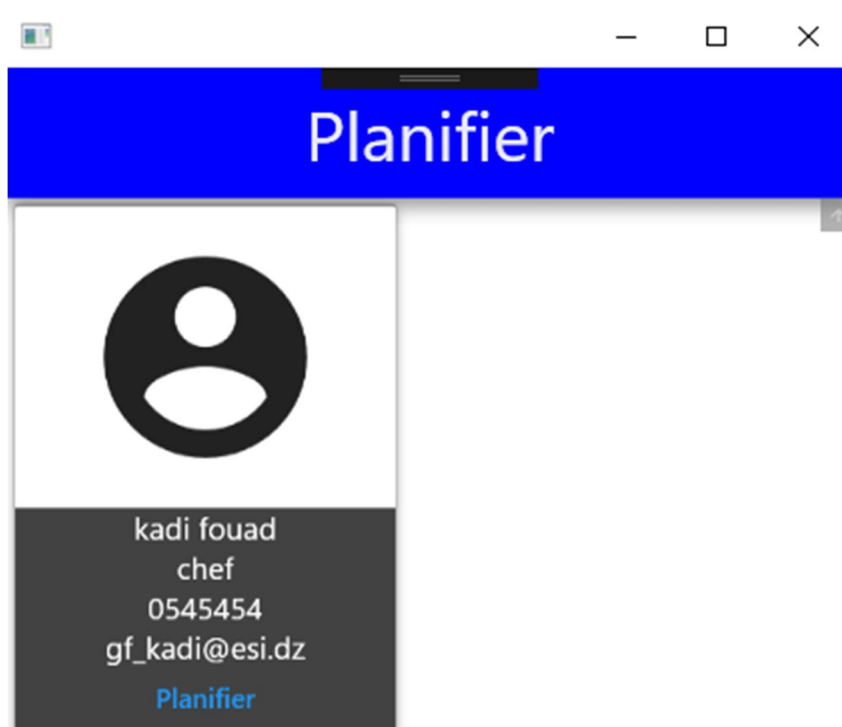 Planifier
kadi fouad
chef
0545454
gf_kadi@esi.dz
Planifier